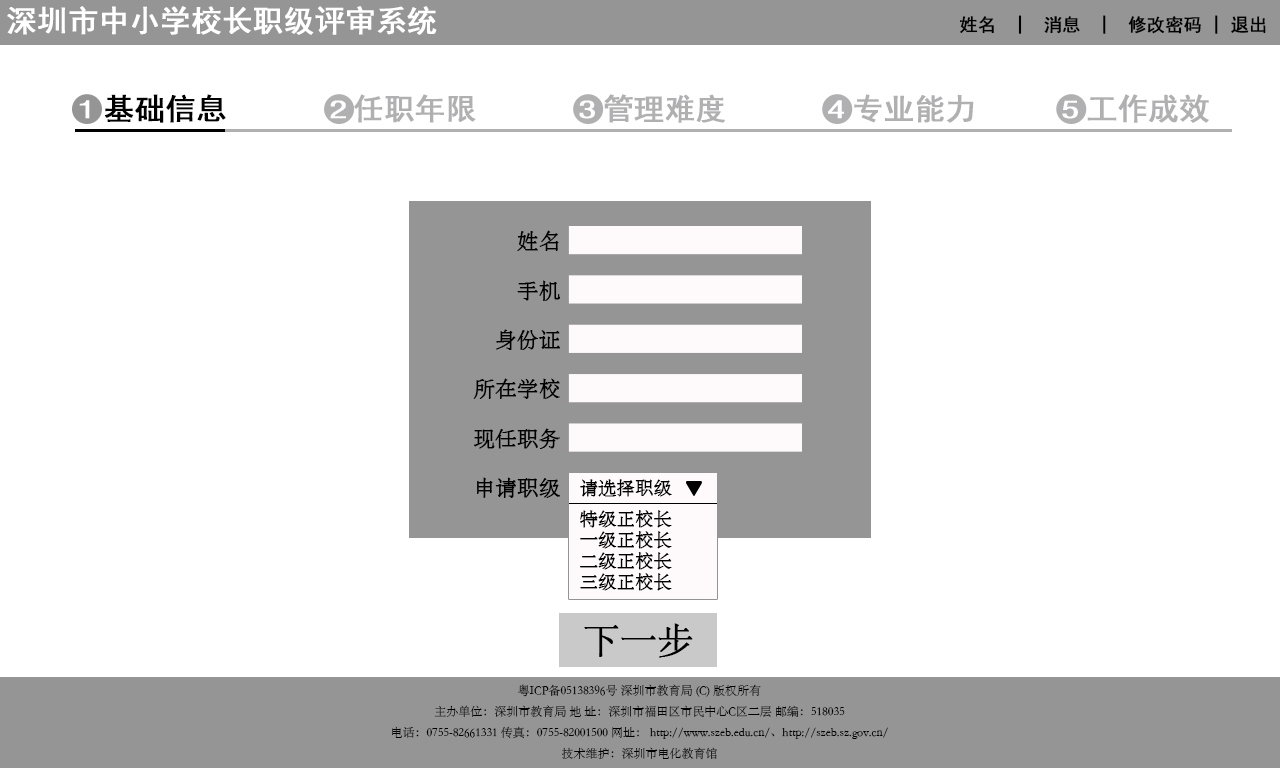 深圳市中小学校长职级评审系统
姓名 | 消息 | 修改密码 | 退出
1基础信息 2任职年限 3管理难度 4专业能力 5工作成效
姓名
手机
身份证
所在学校
现任职务
申请职级 请选择职级 ▼
特级正校长
一级正校长
二级正校长
三级正校长
下一步
粤ICP备05138396号 深圳市教育局 (C) 版权所有
主办单位：深圳市教育局 地 址：深圳市福田区市民中心C区二层 邮编：518035
电话：0755-82661331 传真：0755-82001500 网址： http://www.szeb.edu.cn/、http://szeb.sz.gov.cn/
技术维护：深圳市电化教育馆